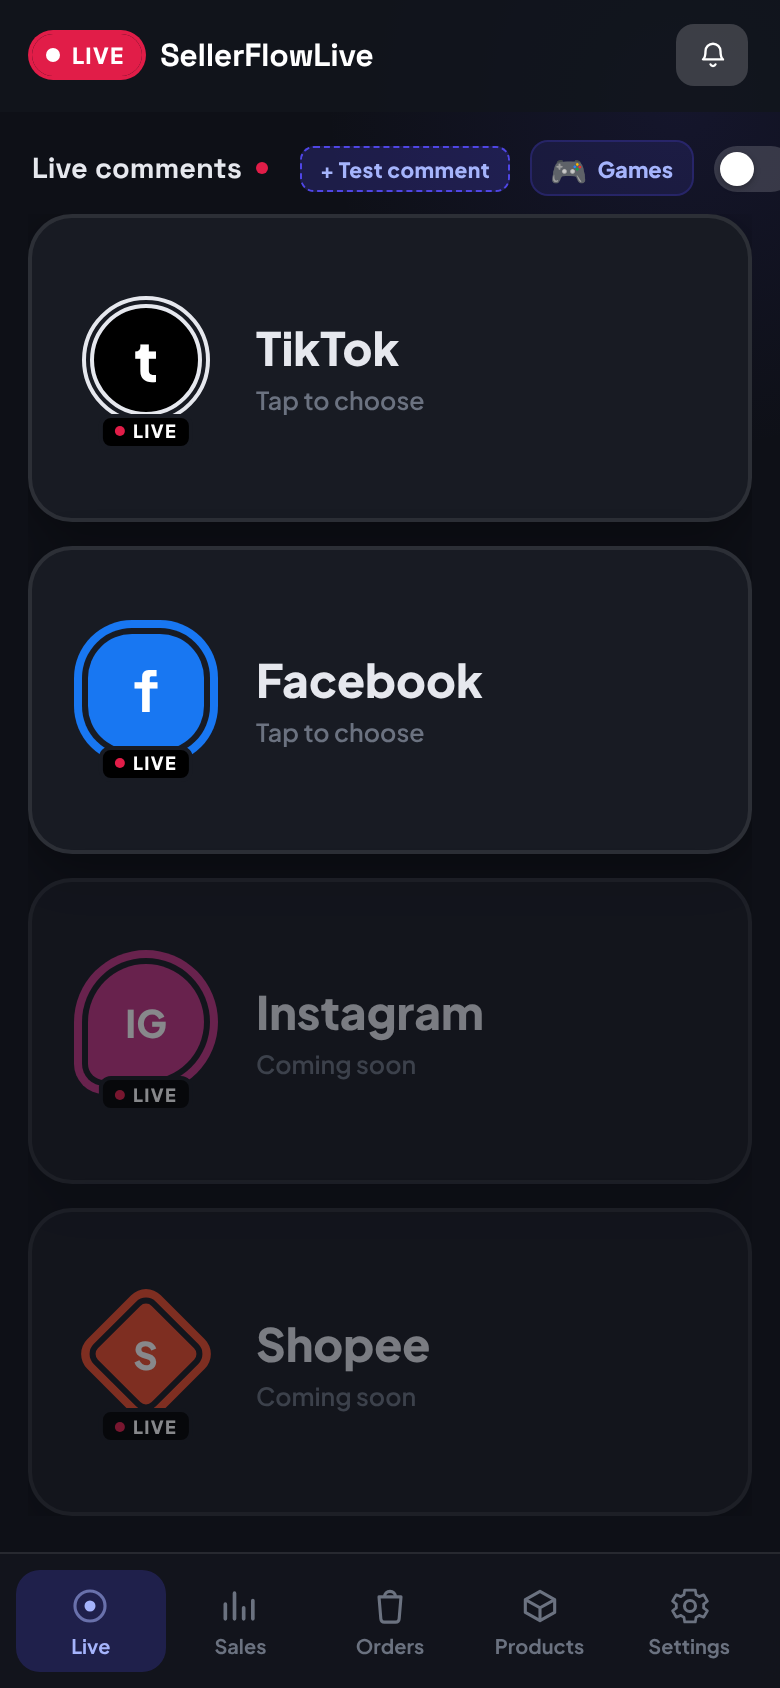 LIVE SellerFlowLive
Live comments + Test comment 🎮 Games
t
TikTok
Tap to choose
LIVE
f
Facebook
Tap to choose
LIVE
IG
Instagram
Coming soon
LIVE
S
Shopee
Coming soon
LIVE
Live Sales Orders Products Settings